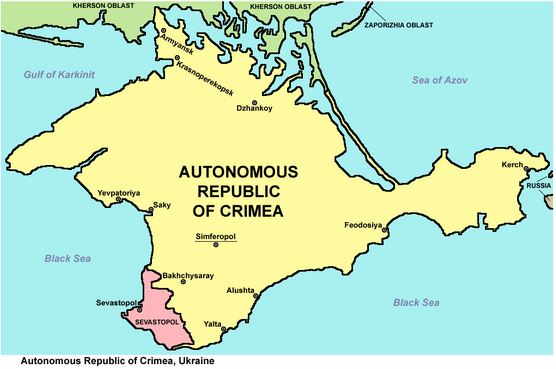 KHERSON OBLAST
KHERSON OBLAST
ZAPORIZHIA OBLAST
Armyansk
Krasnoperekopsk
Gulf of Karkinit
Sea of Azov
Dzhankoy
AUTONOMOUS
REPUBLIC
OF CRIMEA
Kerch
RUSSIA
Yevpatoriya
Saky
Feodosiya
Simferopol
Black Sea
Bakhchysaray
Alushta
Sevastopol
SEVASTOPOL
Yalta
Black Sea
Autonomous Republic of Crimea, Ukraine